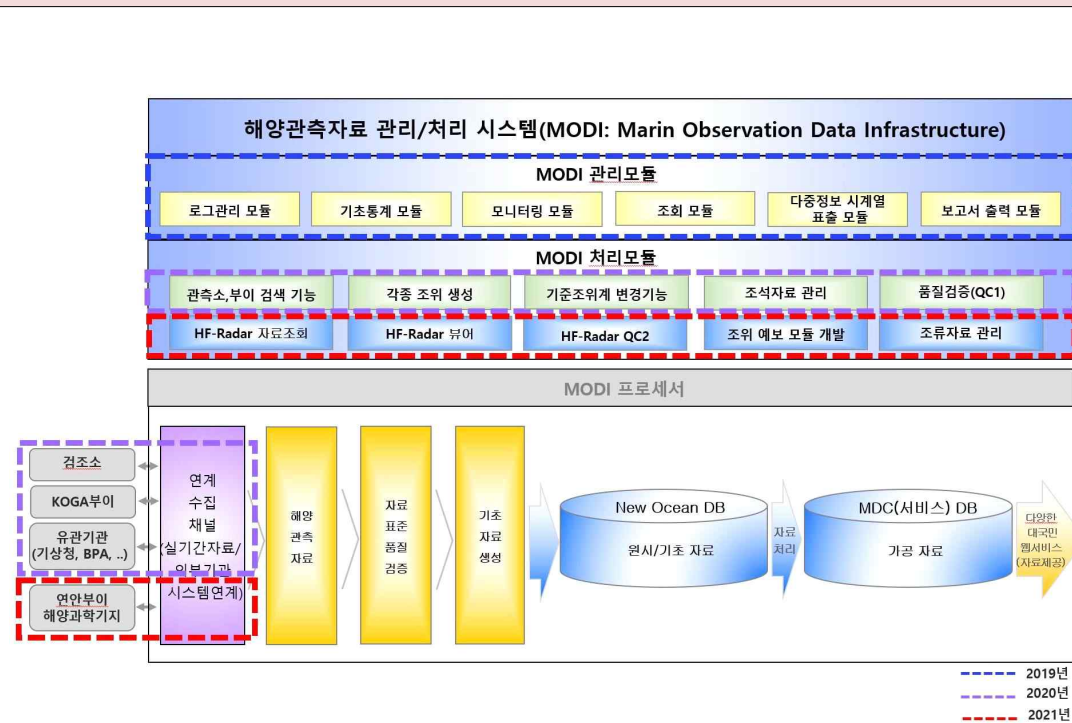 해양관측자료 관리/처리 시스템(MODI: Marin Observation Data Infrastructure)
MODI 관리모듈
로그관리 모듈
기초통계 모듈
모니터링 모듈
조회 모듈
다중정보 시계열
표출 모듈
보고서 출력 모듈
MODI 처리모듈
관측소,부이 검색 기능
각종 조위 생성
기준조위계 변경기능
조석자료 관리
품질검증(QC1)
HF-Radar 자료조회
HF-Radar 뷰어
HF-Radar QC2
조위 예보 모듈 개발
조류자료 관리
MODI 프로세서
검조소
KOGA부이
유관기관
(기상청, BPA, ..)
연안부이
해양과학기지
연계
수집
채널
(실기간자료/
외부기관
시스템연계)
해양
관측
자료
자료
표준
품질
검증
기초
자료
생성
New Ocean DB
원시/기초 자료
자료
처리
MDC(서비스) DB
가공 자료
다양한
대국민
웹서비스
(자료제공)
2019년
2020년
2021년